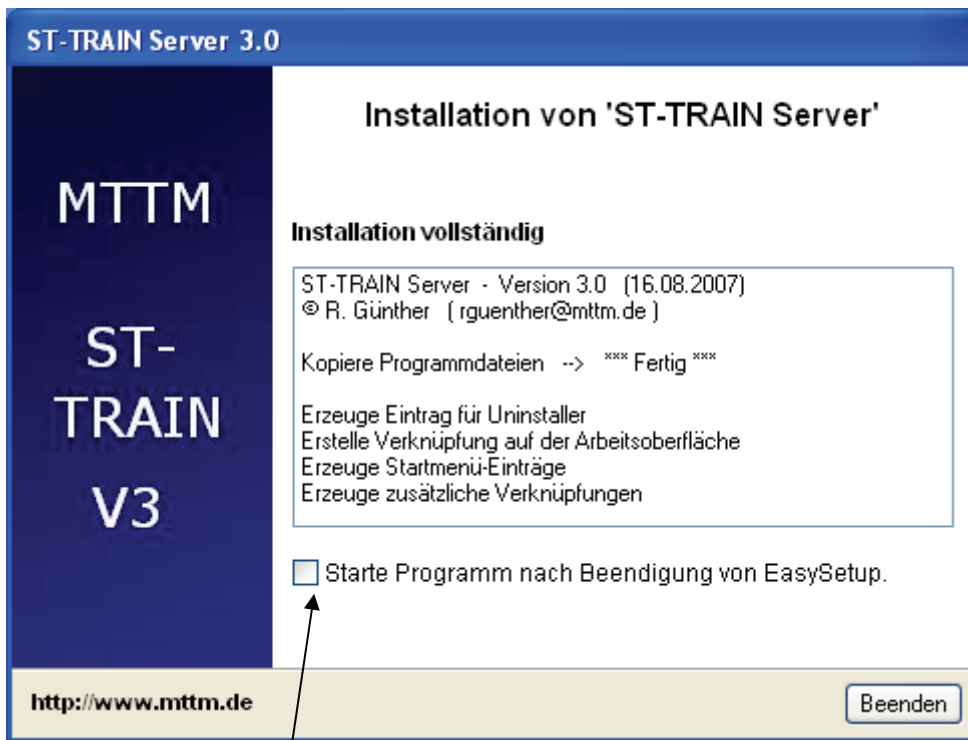 ST-TRAIN Server 3.0
MTTM
ST-
TRAIN
V3
Installation von 'ST-TRAIN Server'
Installation vollständig
ST-TRAIN Server - Version 3.0 (16.08.2007)
© R. Günther ( rguenther@mttm.de )
Kopiere Programmdateien --> *** Fertig ***
Erzeuge Eintrag für Uninstaller
Erstelle Verknüpfung auf der Arbeitsoberfläche
Erzeuge Startmenü-Einträge
Erzeuge zusätzliche Verknüpfungen
Starte Programm nach Beendigung von EasySetup.
http://www.mttm.de
Beenden